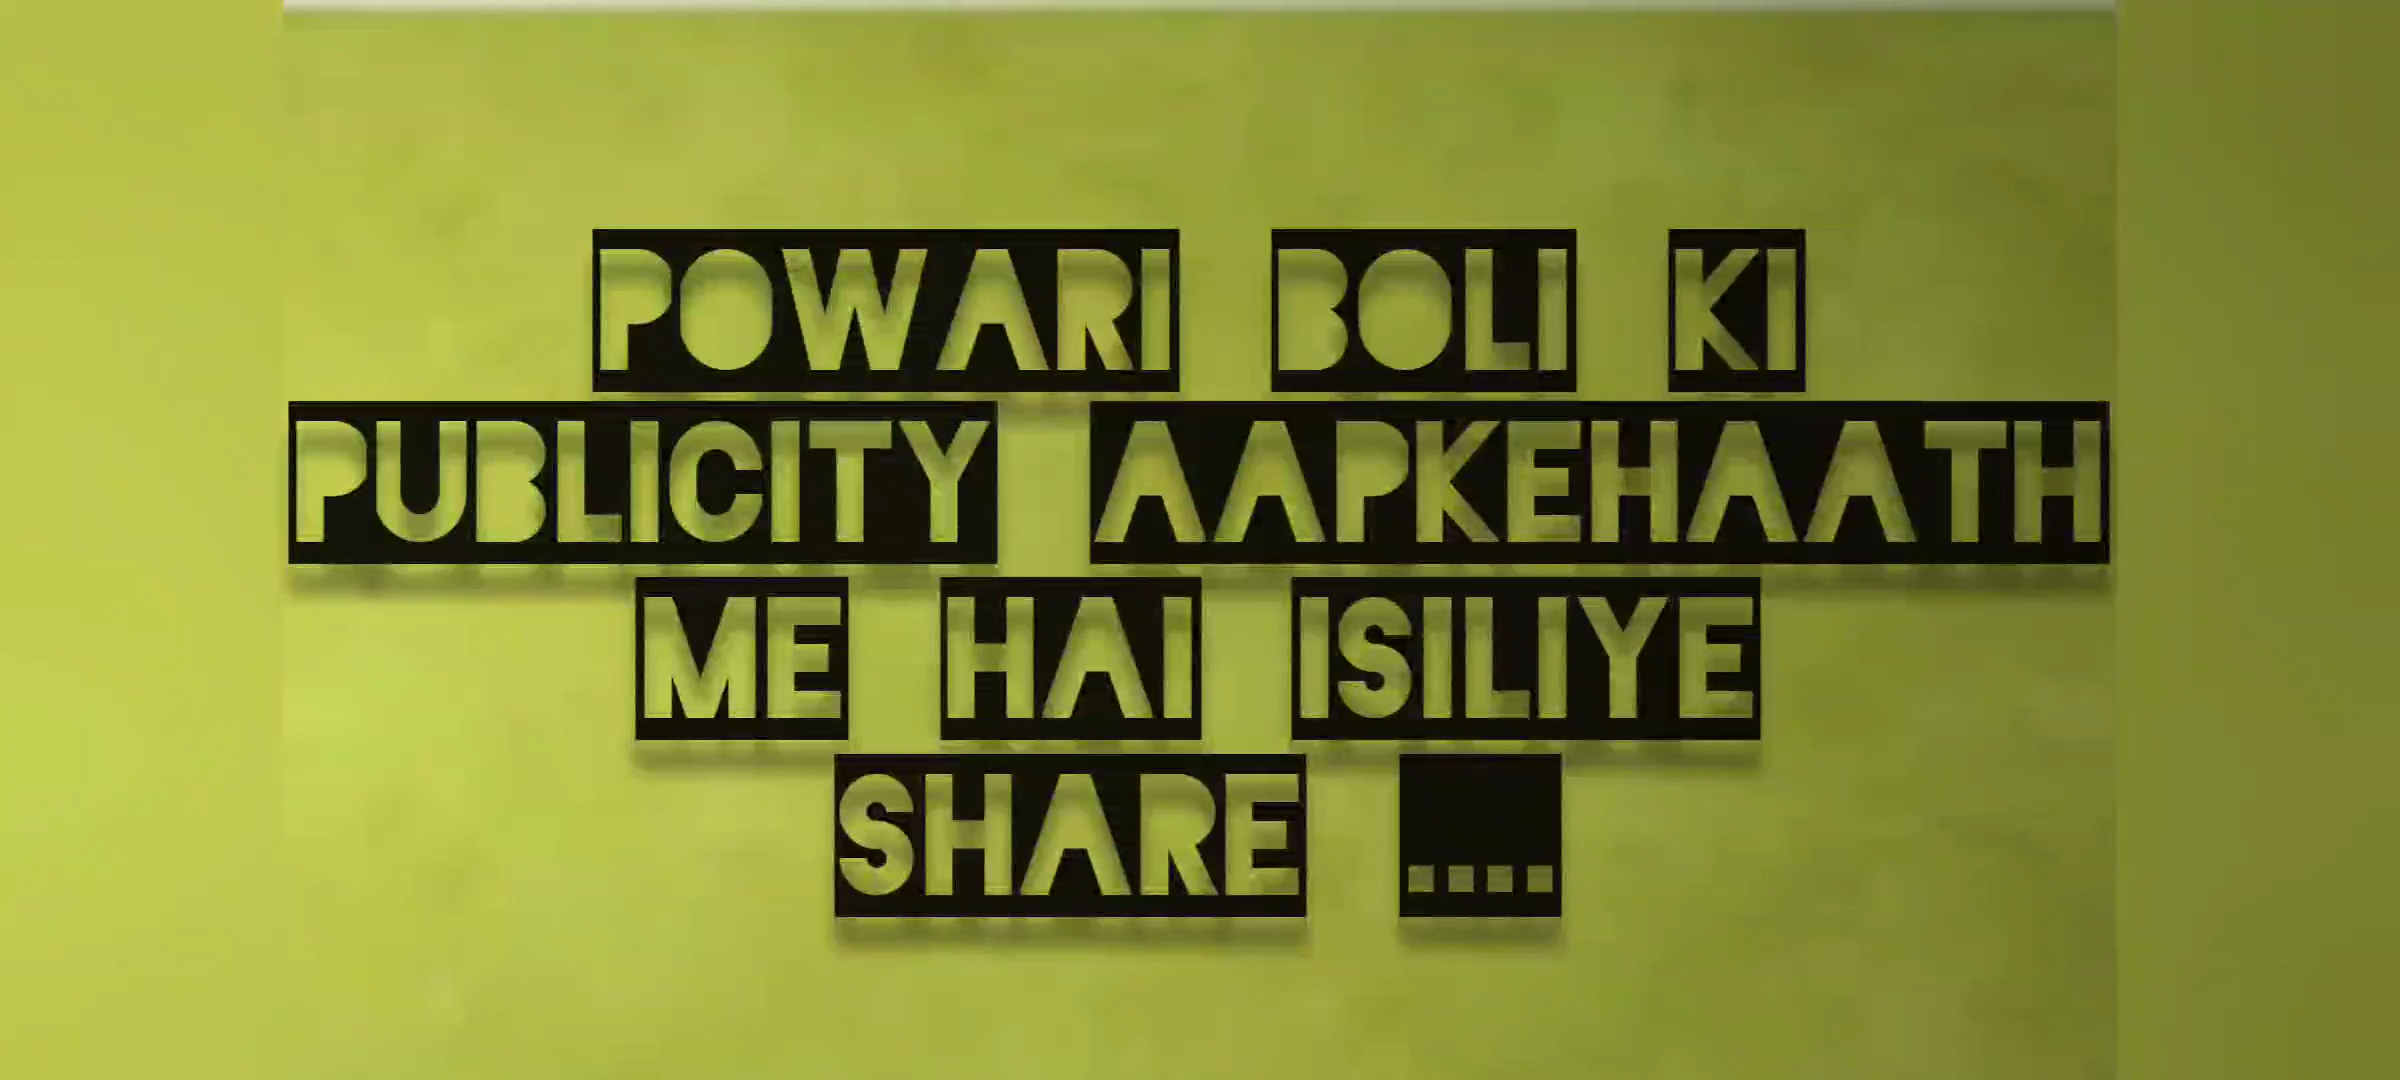 POWARI BOLI KI
PUBLICITY AAPKEHAATH
ME HAI ISILIYE
SHARE ....